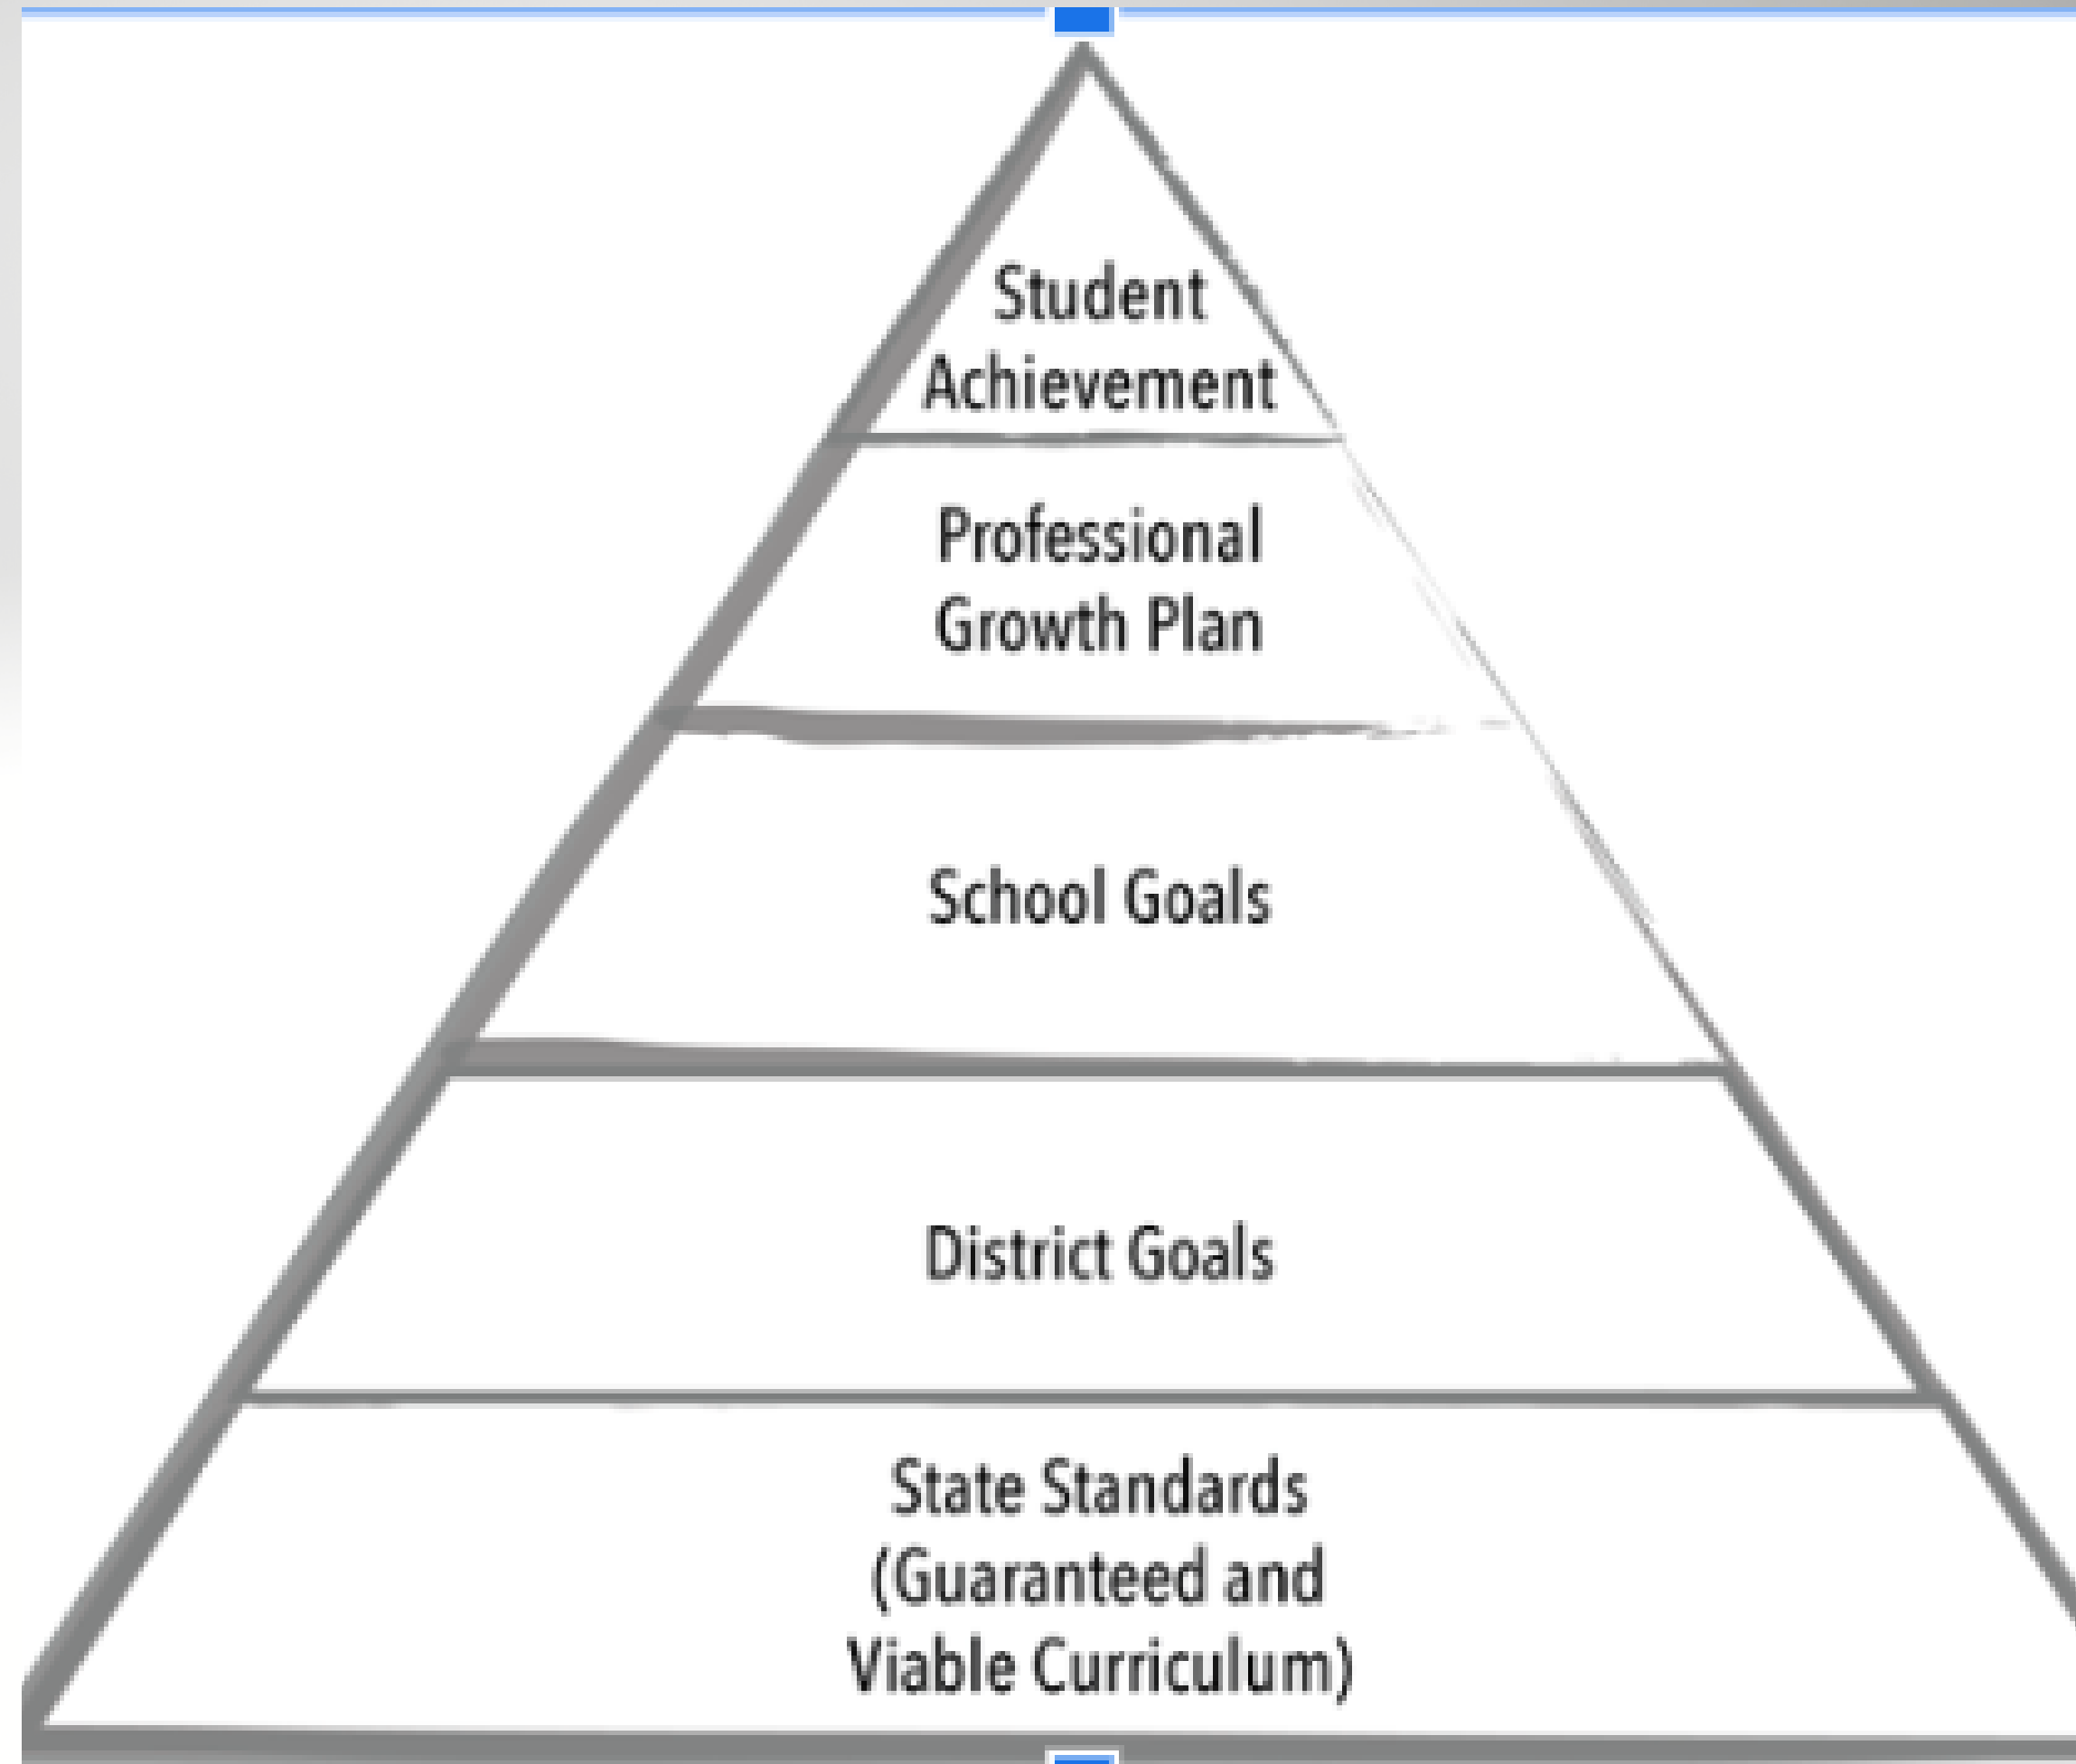 Student
Achievement
Professional
Growth Plan
School Goals
District Goals
State Standards
(Guaranteed and
Viable Curriculum)